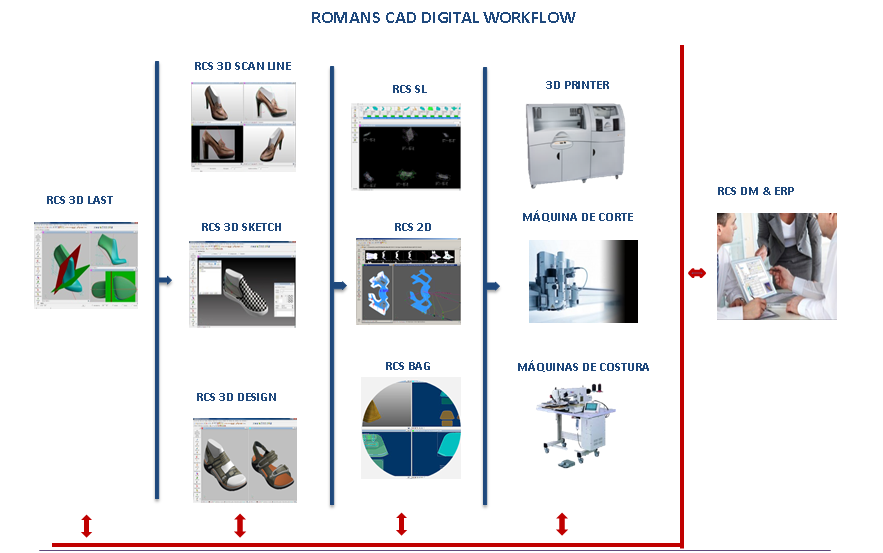 ROMANS CAD DIGITAL WORKFLOW
RCS 3D LAST
RCS 3D SCAN LINE
RCS 3D SKETCH
RCS 3D DESIGN
RCS SL
RCS 2D
RCS BAG
3D PRINTER
MÁQUINA DE CORTE
MÁQUINAS DE COSTURA
RCS DM & ERP